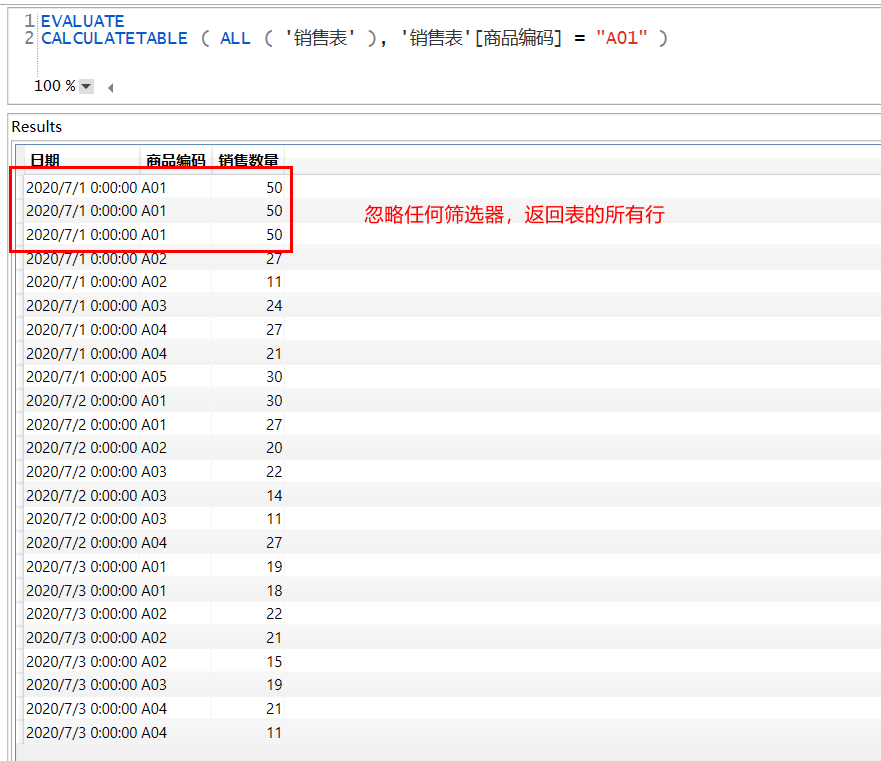 1 EVALUATE
2 CALCULATETABLE ( ALL ( '销售表' ), '销售表'[商品编码] = "A01" )
100 %
Results
日期 商品编码 销售数量
2020/7/1 0:00:00 A01 50
2020/7/1 0:00:00 A01 50
忽略任何筛选器，返回表的所有行
2020/7/1 0:00:00 A01 50
2020/7/1 0:00:00 A02 27
2020/7/1 0:00:00 A02 11
2020/7/1 0:00:00 A03 24
2020/7/1 0:00:00 A04 27
2020/7/1 0:00:00 A04 21
2020/7/1 0:00:00 A05 30
2020/7/2 0:00:00 A01 30
2020/7/2 0:00:00 A01 27
2020/7/2 0:00:00 A02 20
2020/7/2 0:00:00 A03 22
2020/7/2 0:00:00 A03 14
2020/7/2 0:00:00 A03 11
2020/7/2 0:00:00 A04 27
2020/7/3 0:00:00 A01 19
2020/7/3 0:00:00 A01 18
2020/7/3 0:00:00 A02 22
2020/7/3 0:00:00 A02 21
2020/7/3 0:00:00 A02 15
2020/7/3 0:00:00 A03 19
2020/7/3 0:00:00 A04 21
2020/7/3 0:00:00 A04 11